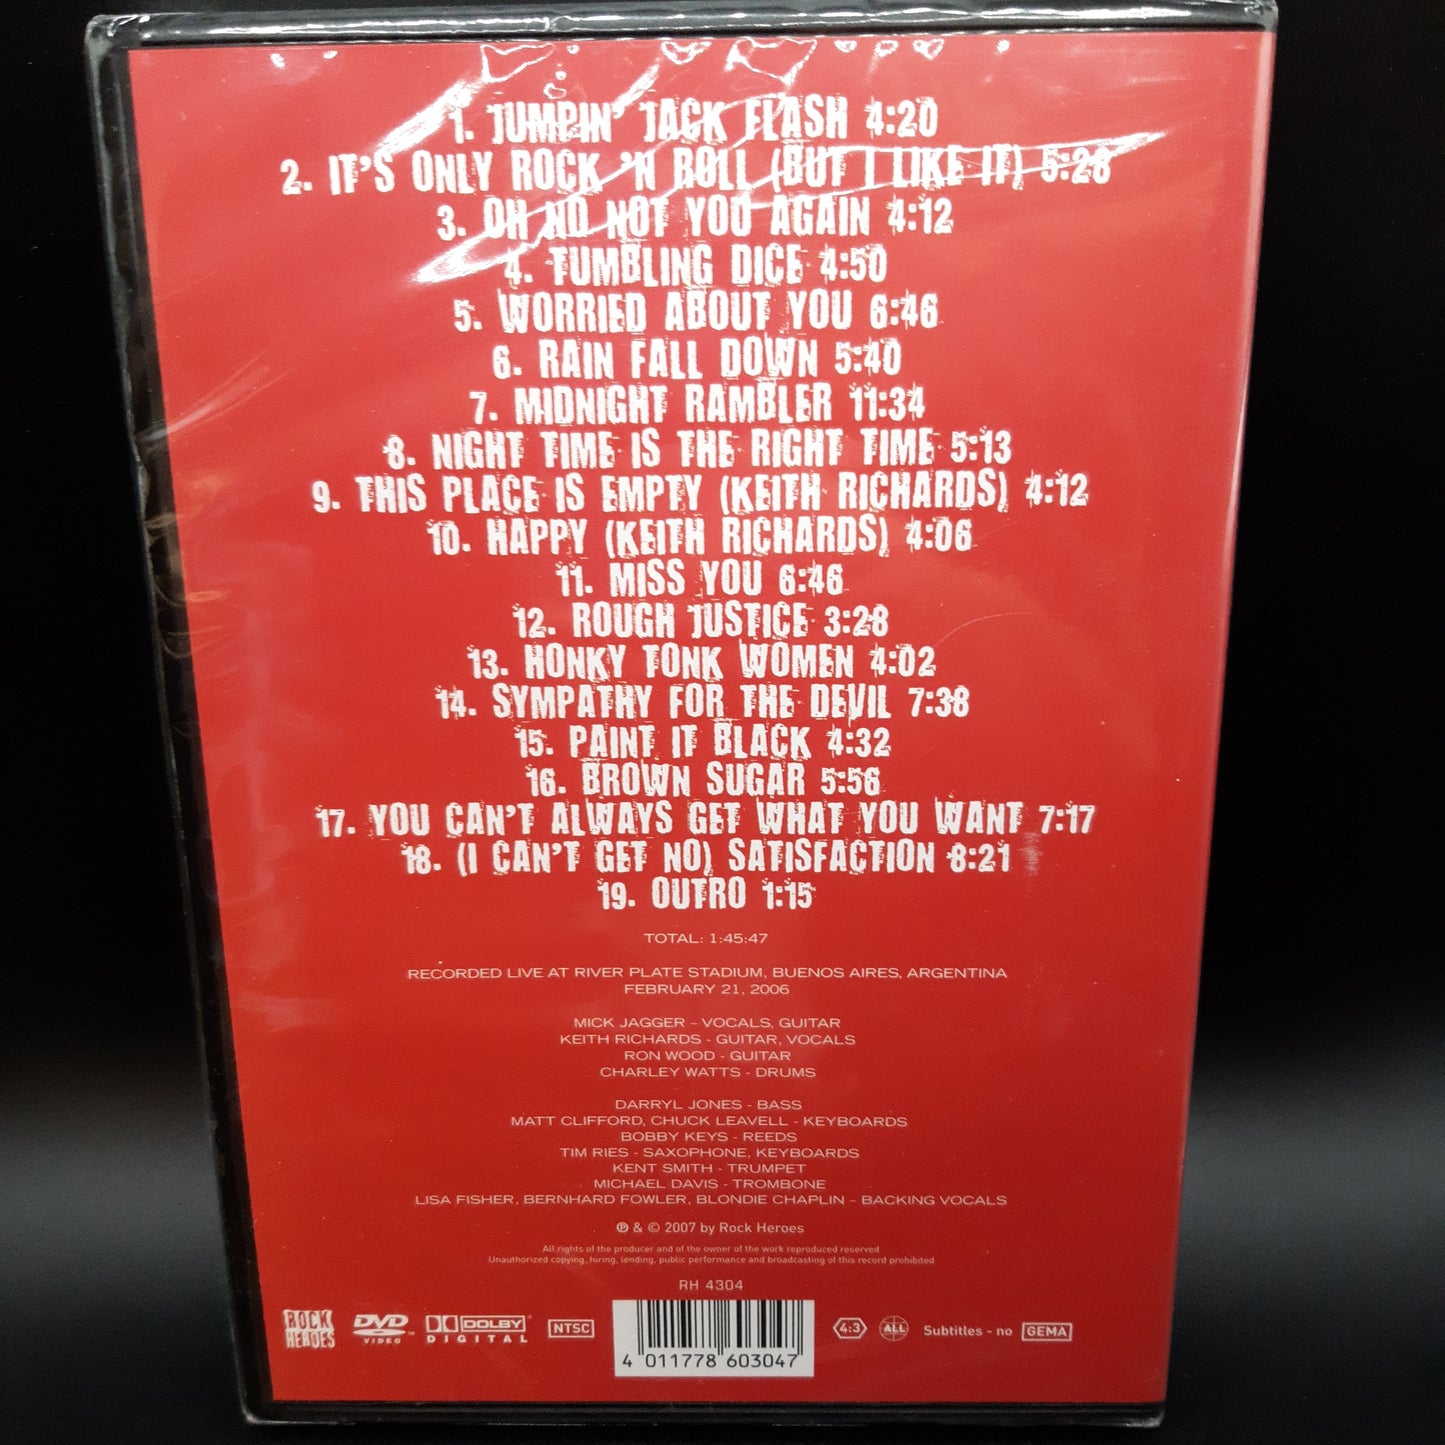 1. JUMPIN' JACK FLASH 4:20
2. IT'S ONLY ROCK 'N ROLL (BUT I LIKE IT) 5:28
3. OH NO NOT YOU AGAIN 4:12
4. TUMBLING DICE 4:50
5. WORRIED ABOUT YOU 6:46
6. RAIN FALL DOWN 5:40
7. MIDNIGHT RAMBLER 11:34
8. NIGHT TIME IS THE RIGHT TIME 5:13
9. THIS PLACE IS EMPTY (KEITH RICHARDS) 4:12
10. HAPPY (KEITH RICHARDS) 4:06
11. MISS YOU 6:46
12. ROUGH JUSTICE 3:28
13. HONKY TONK WOMEN 4:02
14. SYMPATHY FOR THE DEVIL 7:38
15. PAINT IT BLACK 4:32
16. BROWN SUGAR 5:56
17. YOU CAN'T ALWAYS GET WHAT YOU WANT 7:17
18. (I CAN'T GET NO) SATISFACTION 8:21
19. OUTRO 1:15
TOTAL: 1:45:47
RECORDED LIVE AT RIVER PLATE STADIUM, BUENOS AIRES, ARGENTINA
FEBRUARY 21, 2006
MICK JAGGER – VOCALS, GUITAR
KEITH RICHARDS - GUITAR, VOCALS
RON WOOD - GUITAR
CHARLEY WATTS - DRUMS
DARRYL JONES - BASS
MATT CLIFFORD, CHUCK LEAVELL - KEYBOARDS
BOBBY KEYS - REEDS
TIM RIES - SAXOPHONE, KEYBOARDS
KENT SMITH - TRUMPET
MICHAEL DAVIS - TROMBONE
LISA FISHER, BERNHARD FOWLER, BLONDIE CHAPLIN – BACKING VOCALS
℗ & © 2007 by Rock Heroes
All rights of the producer and of the owner of the work reproduced reserved
Unauthorized copying, hiring, lending, public performance and broadcasting of this record prohibited
RH 4304
ROCK HEROES DVD VIDEO ™ DOLBY DIGITAL ® NTSC 4:3 ALL Subtitles - no GEMA
4 011778 603047